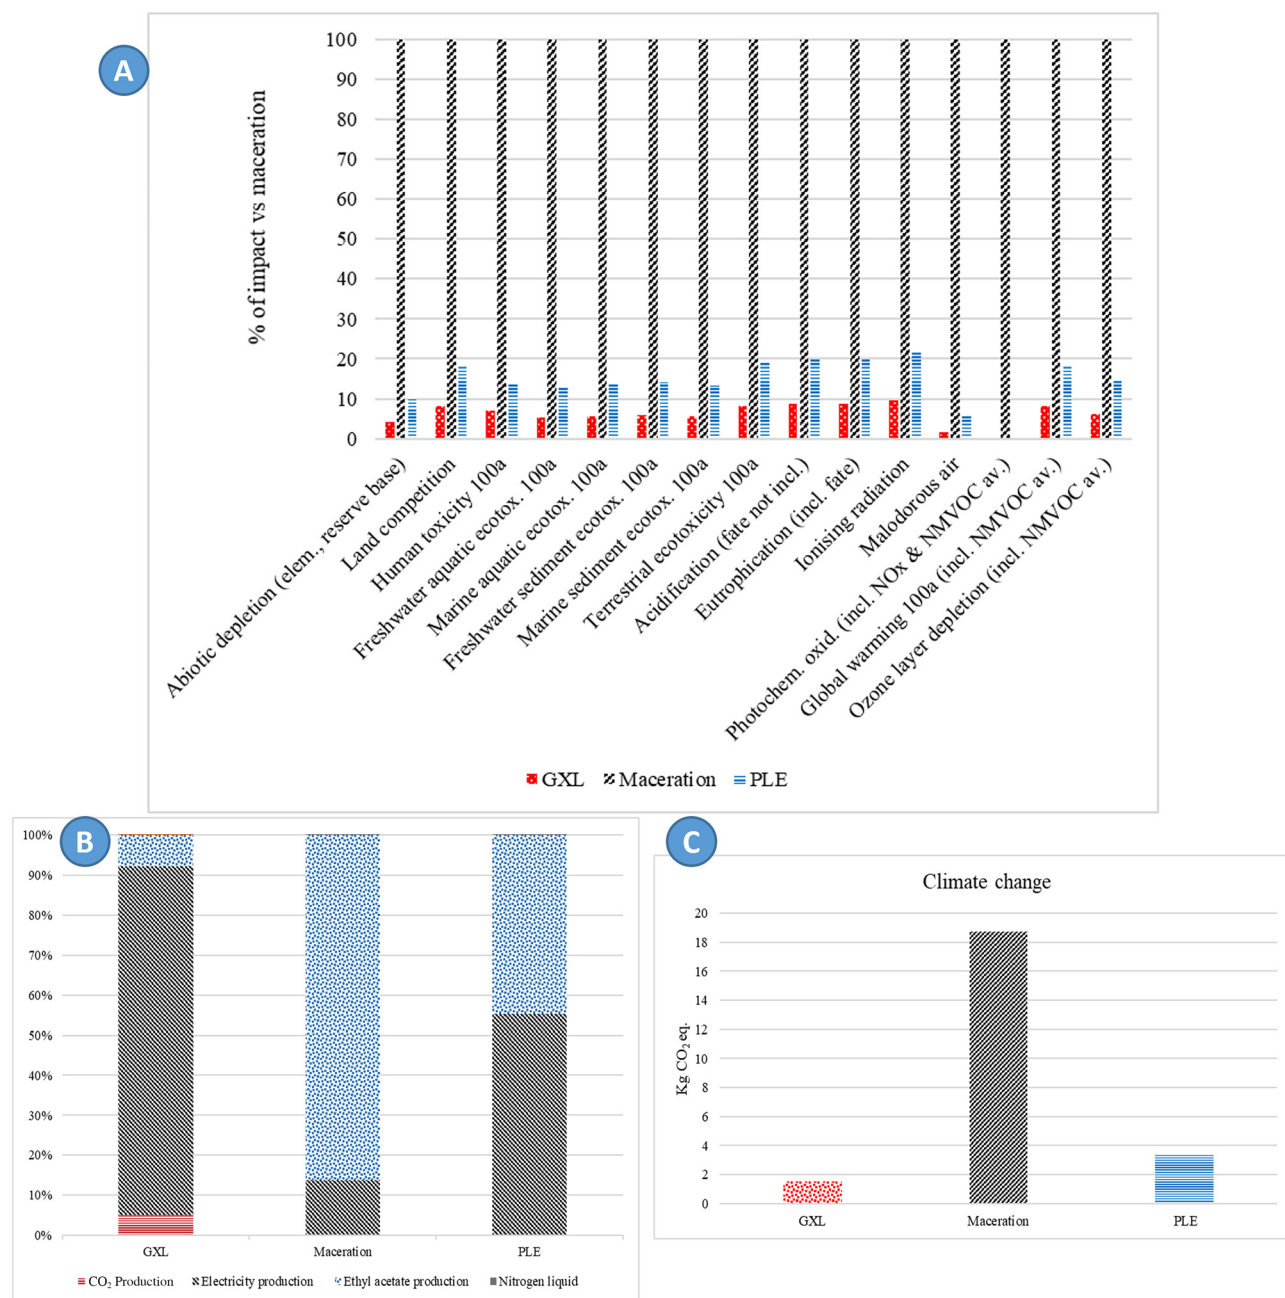 A
% of impact vs maceration
100
90
80
70
60
50
40
30
20
10
0
Abiotic depletion (elem., reserve base)
Land competition
Human toxicity 100a
Freshwater aquatic ecotox. 100a
Marine aquatic ecotox. 100a
Freshwater sediment ecotox. 100a
Marine sediment ecotox. 100a
Terrestrial ecotoxicity 100a
Acidification (fate not incl.)
Eutrophication (incl. fate)
Ionising radiation
Malodorous air
Photochem. oxid. (incl. NOx & NMVOC av.)
Global warming 100a (incl. NMVOC av.)
Ozone layer depletion (incl. NMVOC av.)
GXL Maceration PLE
B
100%
90%
80%
70%
60%
50%
40%
30%
20%
10%
0%
GXL Maceration PLE
CO₂ Production Electricity production Ethyl acetate production Nitrogen liquid
C
Climate change
Kg CO₂ eq.
20
18
16
14
12
10
8
6
4
2
0
GXL Maceration PLE